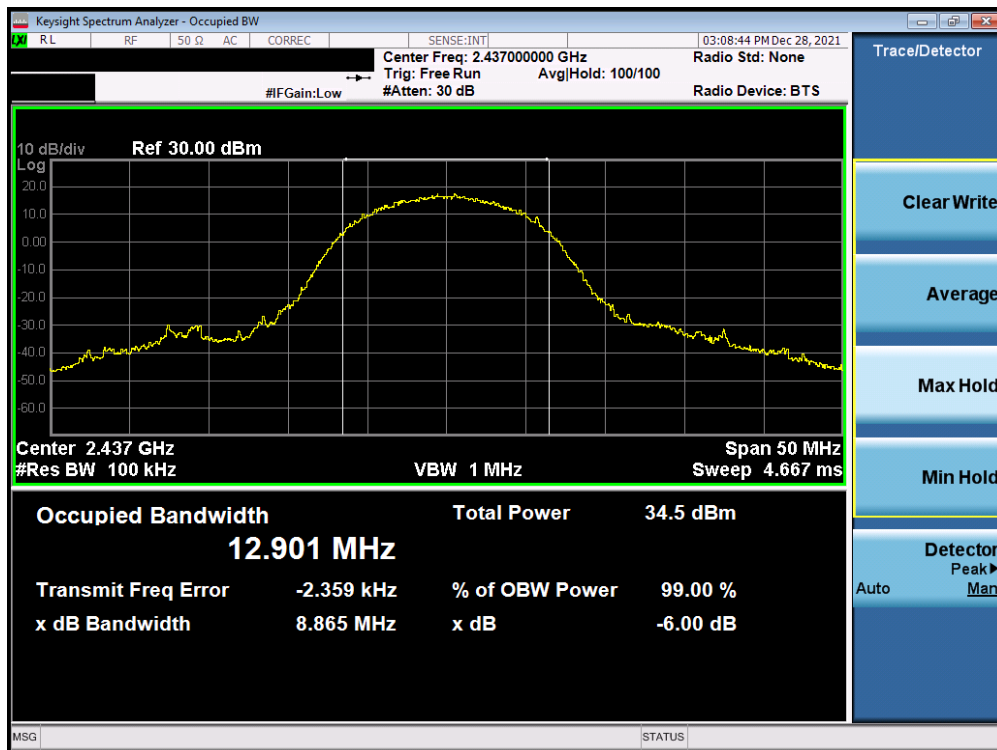 Keysight Spectrum Analyzer - Occupied BW
LXI RL RF 50 Ω AC CORREC SENSE:INT 03:08:44 PM Dec 28, 2021
Center Freq: 2.437000000 GHz Radio Std: None
Trig: Free Run Avg|Hold: 100/100
#IFGain:Low #Atten: 30 dB Radio Device: BTS
10 dB/div Ref 30.00 dBm
Log
20.0
10.0
0.00
-10.0
-20.0
-30.0
-40.0
-50.0
-60.0
Center 2.437 GHz Span 50 MHz
#Res BW 100 kHz VBW 1 MHz Sweep 4.667 ms
Occupied Bandwidth Total Power 34.5 dBm
12.901 MHz
Transmit Freq Error -2.359 kHz % of OBW Power 99.00 %
x dB Bandwidth 8.865 MHz x dB -6.00 dB
MSG STATUS
Trace/Detector
Clear Write
Average
Max Hold
Min Hold
Detector
Peak▶
Auto Man